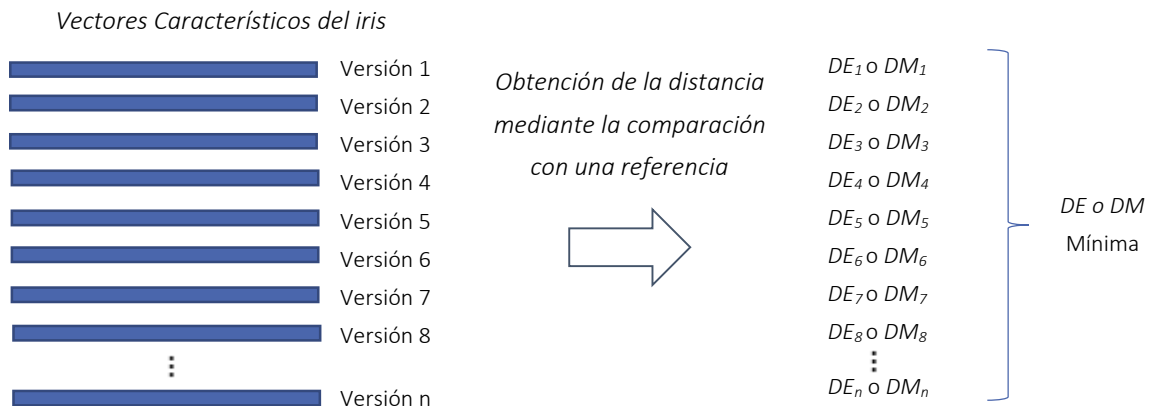 Vectores Característicos del iris
Versión 1
Versión 2
Versión 3
Versión 4
Versión 5
Versión 6
Versión 7
Versión 8
⋮
Versión n
Obtención de la distancia
mediante la comparación
con una referencia
DE₁ o DM₁
DE₂ o DM₂
DE₃ o DM₃
DE₄ o DM₄
DE₅ o DM₅
DE₆ o DM₆
DE₇ o DM₇
DE₈ o DM₈
⋮
DEₙ o DMₙ
DE o DM
Mínima